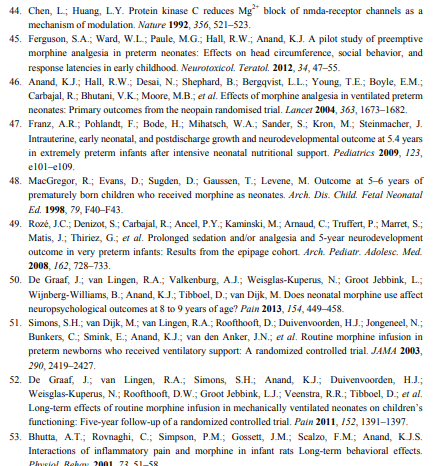 44. Chen, L.; Huang, L.Y. Protein kinase C reduces Mg2+ block of nmda-receptor channels as a
mechanism of modulation. Nature 1992, 356, 521–523.
45. Ferguson, S.A.; Ward, W.L.; Paule, M.G.; Hall, R.W.; Anand, K.J. A pilot study of preemptive
morphine analgesia in preterm neonates: Effects on head circumference, social behavior, and
response latencies in early childhood. Neurotoxicol. Teratol. 2012, 34, 47–55.
46. Anand, K.J.; Hall, R.W.; Desai, N.; Shephard, B.; Bergqvist, L.L.; Young, T.E.; Boyle, E.M.;
Carbajal, R.; Bhutani, V.K.; Moore, M.B.; et al. Effects of morphine analgesia in ventilated preterm
neonates: Primary outcomes from the neopain randomised trial. Lancet 2004, 363, 1673–1682.
47. Franz, A.R.; Pohlandt, F.; Bode, H.; Mihatsch, W.A.; Sander, S.; Kron, M.; Steinmacher, J.
Intrauterine, early neonatal, and postdischarge growth and neurodevelopmental outcome at 5.4 years
in extremely preterm infants after intensive neonatal nutritional support. Pediatrics 2009, 123,
e101–e109.
48. MacGregor, R.; Evans, D.; Sugden, D.; Gaussen, T.; Levene, M. Outcome at 5–6 years of
prematurely born children who received morphine as neonates. Arch. Dis. Child. Fetal Neonatal
Ed. 1998, 79, F40–F43.
49. Rozé, J.C.; Denizot, S.; Carbajal, R.; Ancel, P.Y.; Kaminski, M.; Arnaud, C.; Truffert, P.; Marret, S.;
Matis, J.; Thiriez, G.; et al. Prolonged sedation and/or analgesia and 5-year neurodevelopment
outcome in very preterm infants: Results from the epipage cohort. Arch. Pediatr. Adolesc. Med.
2008, 162, 728–733.
50. De Graaf, J.; van Lingen, R.A.; Valkenburg, A.J.; Weisglas-Kuperus, N.; Groot Jebbink, L.;
Wijnberg-Williams, B.; Anand, K.J.; Tibboel, D.; van Dijk, M. Does neonatal morphine use affect
neuropsychological outcomes at 8 to 9 years of age? Pain 2013, 154, 449–458.
51. Simons, S.H.; van Dijk, M.; van Lingen, R.A.; Roofthooft, D.; Duivenvoorden, H.J.; Jongeneel, N.;
Bunkers, C.; Smink, E.; Anand, K.J.; van den Anker, J.N.; et al. Routine morphine infusion in
preterm newborns who received ventilatory support: A randomized controlled trial. JAMA 2003,
290, 2419–2427.
52. De Graaf, J.; van Lingen, R.A.; Simons, S.H.; Anand, K.J.; Duivenvoorden, H.J.;
Weisglas-Kuperus, N.; Roofthooft, D.W.; Groot Jebbink, L.J.; Veenstra, R.R.; Tibboel, D.; et al.
Long-term effects of routine morphine infusion in mechanically ventilated neonates on children's
functioning: Five-year follow-up of a randomized controlled trial. Pain 2011, 152, 1391–1397.
53. Bhutta, A.T.; Rovnaghi, C.; Simpson, P.M.; Gossett, J.M.; Scalzo, F.M.; Anand, K.J.S.
Interactions of inflammatory pain and morphine in infant rats Long-term behavioral effects.
Physiol. Behav. 2001, 73, 51–58.